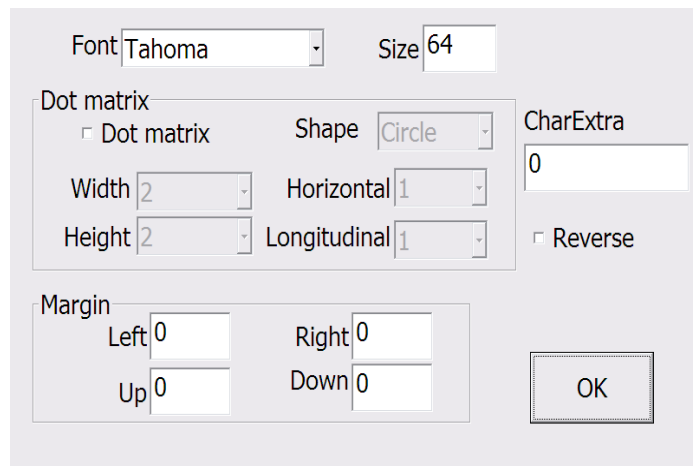 Font Tahoma Size 64
Dot matrix
Dot matrix Shape Circle
CharExtra
0
Width 2 Horizontal 1
Height 2 Longitudinal 1
Reverse
Margin
Left 0 Right 0
Up 0 Down 0
OK